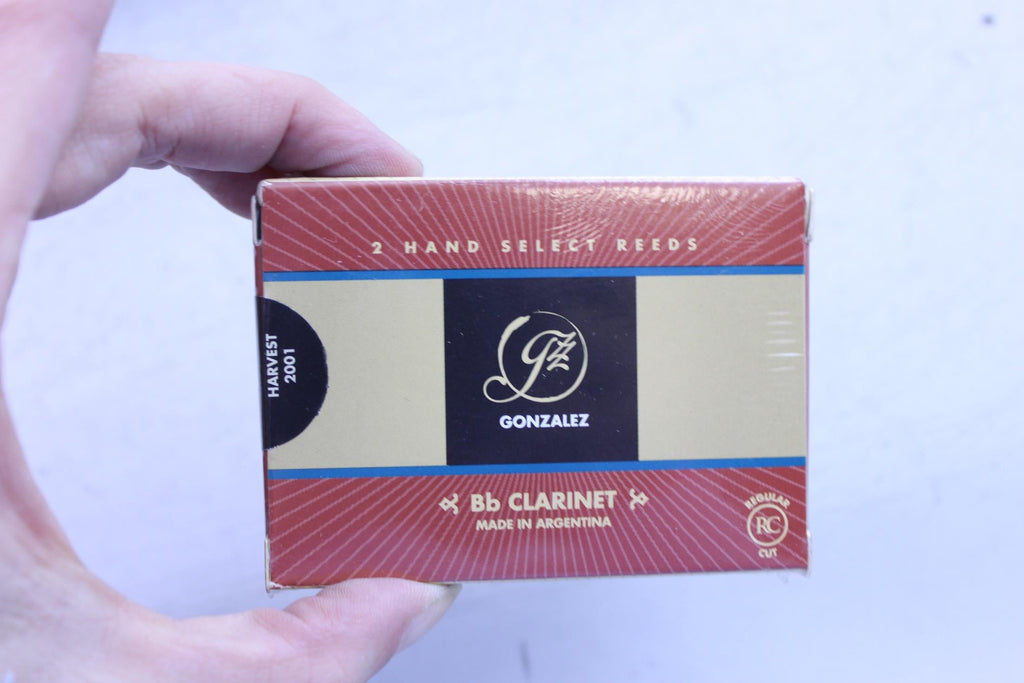 2 HAND SELECT REEDS
HARVEST
2001
gz
GONZALEZ
Bb CLARINET
MADE IN ARGENTINA
REGULAR
RC
CUT